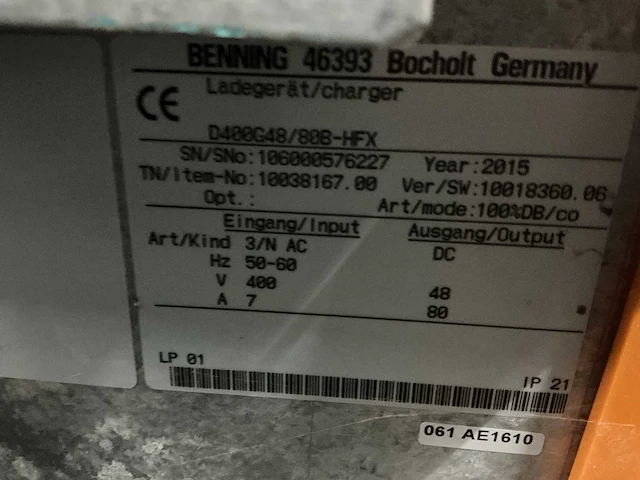 BENNING 46393 Bocholt Germany
CE Ladegerät/charger
D400G48/80B-HFX
SN/SNo:106000576227 Year:2015
TN/Item-No:10038167.00 Ver/SW:10018360.06
Opt.: Art/mode:100%DB/co
Eingang/Input Ausgang/Output
Art/Kind 3/N AC DC
Hz 50-60
V 400 48
A 7 80
LP 01 IP 21
061 AE1610